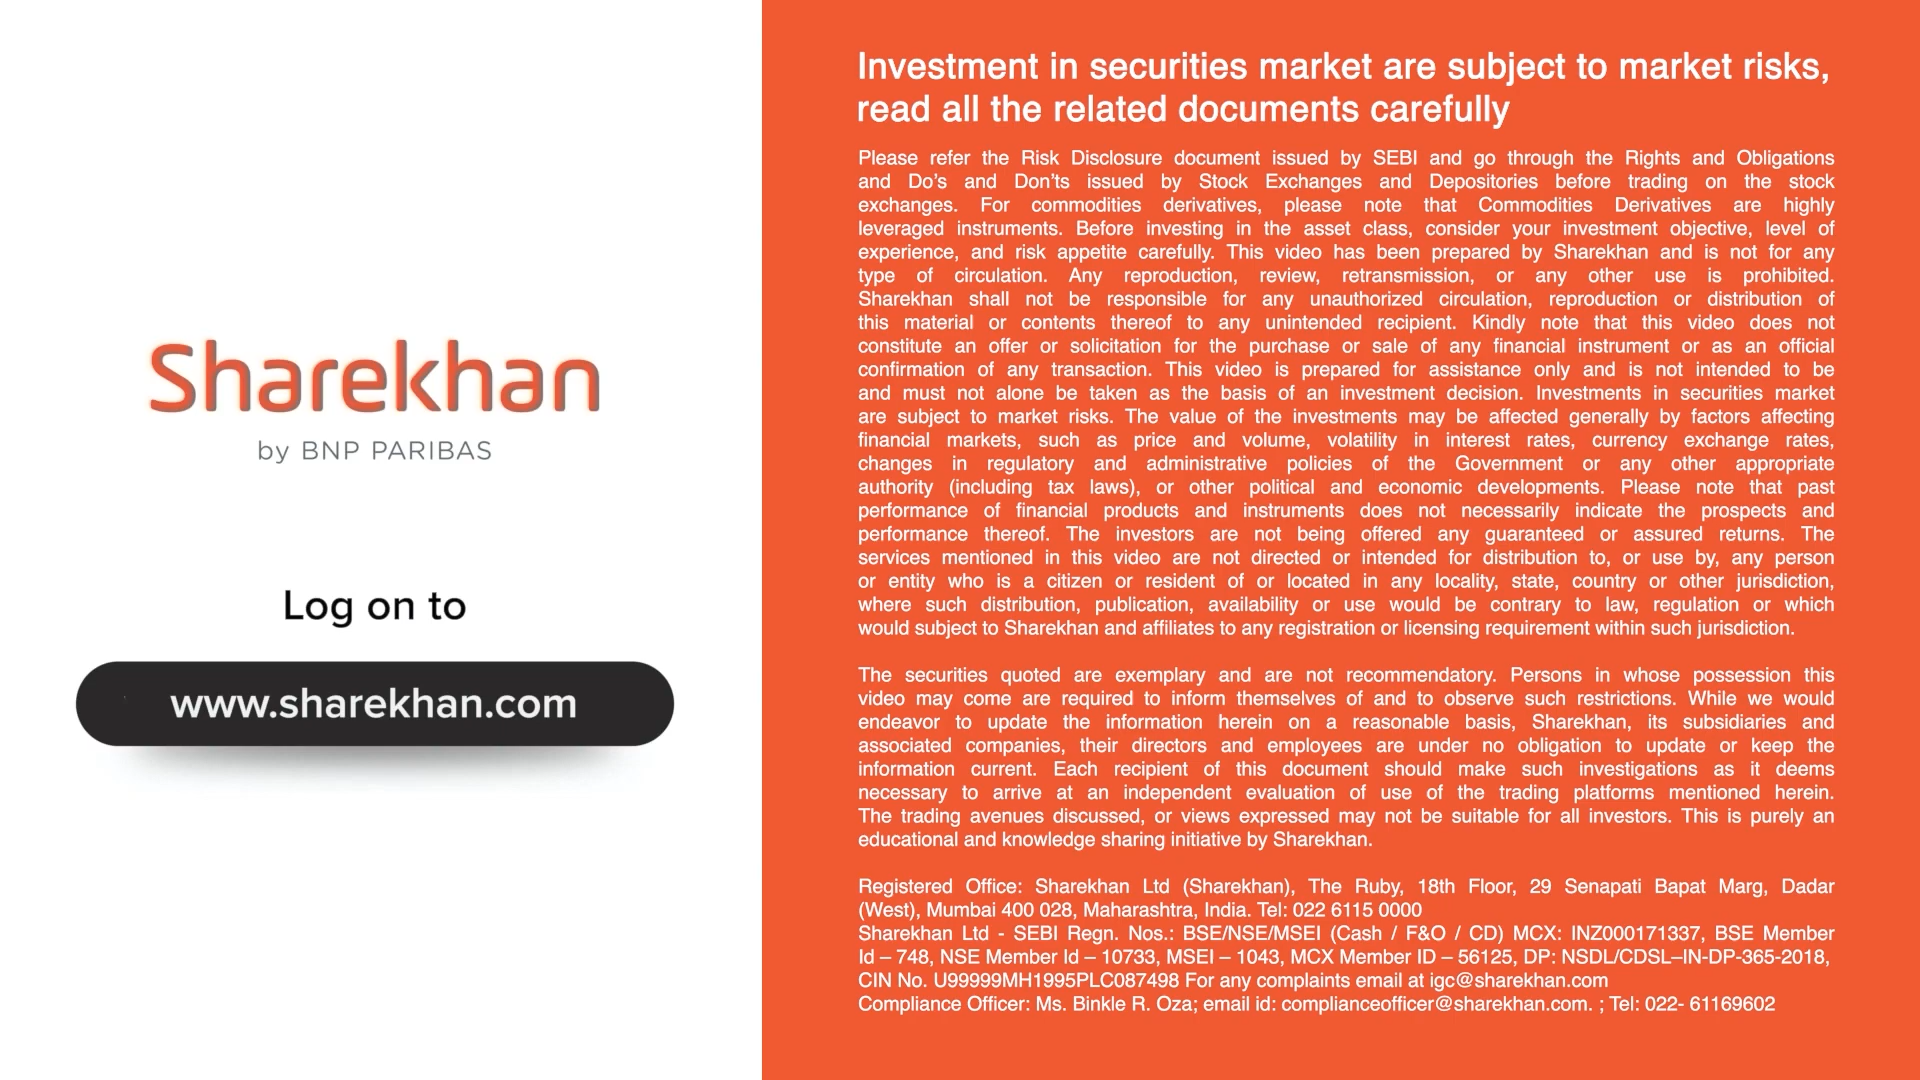 Sharekhan
by BNP PARIBAS
Log on to
www.sharekhan.com
Investment in securities market are subject to market risks,
read all the related documents carefully
Please refer the Risk Disclosure document issued by SEBI and go through the Rights and Obligations
and Do's and Don'ts issued by Stock Exchanges and Depositories before trading on the stock
exchanges. For commodities derivatives, please note that Commodities Derivatives are highly
leveraged instruments. Before investing in the asset class, consider your investment objective, level of
experience, and risk appetite carefully. This video has been prepared by Sharekhan and is not for any
type of circulation. Any reproduction, review, retransmission, or any other use is prohibited.
Sharekhan shall not be responsible for any unauthorized circulation, reproduction or distribution of
this material or contents thereof to any unintended recipient. Kindly note that this video does not
constitute an offer or solicitation for the purchase or sale of any financial instrument or as an official
confirmation of any transaction. This video is prepared for assistance only and is not intended to be
and must not alone be taken as the basis of an investment decision. Investments in securities market
are subject to market risks. The value of the investments may be affected generally by factors affecting
financial markets, such as price and volume, volatility in interest rates, currency exchange rates,
changes in regulatory and administrative policies of the Government or any other appropriate
authority (including tax laws), or other political and economic developments. Please note that past
performance of financial products and instruments does not necessarily indicate the prospects and
performance thereof. The investors are not being offered any guaranteed or assured returns. The
services mentioned in this video are not directed or intended for distribution to, or use by, any person
or entity who is a citizen or resident of or located in any locality, state, country or other jurisdiction,
where such distribution, publication, availability or use would be contrary to law, regulation or which
would subject to Sharekhan and affiliates to any registration or licensing requirement within such jurisdiction.
The securities quoted are exemplary and are not recommendatory. Persons in whose possession this
video may come are required to inform themselves of and to observe such restrictions. While we would
endeavor to update the information herein on a reasonable basis, Sharekhan, its subsidiaries and
associated companies, their directors and employees are under no obligation to update or keep the
information current. Each recipient of this document should make such investigations as it deems
necessary to arrive at an independent evaluation of use of the trading platforms mentioned herein.
The trading avenues discussed, or views expressed may not be suitable for all investors. This is purely an
educational and knowledge sharing initiative by Sharekhan.
Registered Office: Sharekhan Ltd (Sharekhan), The Ruby, 18th Floor, 29 Senapati Bapat Marg, Dadar
(West), Mumbai 400 028, Maharashtra, India. Tel: 022 6115 0000
Sharekhan Ltd - SEBI Regn. Nos.: BSE/NSE/MSEI (Cash / F&O / CD) MCX: INZ000171337, BSE Member
Id – 748, NSE Member Id – 10733, MSEI – 1043, MCX Member ID – 56125, DP: NSDL/CDSL–IN-DP-365-2018,
CIN No. U99999MH1995PLC087498 For any complaints email at igc@sharekhan.com
Compliance Officer: Ms. Binkle R. Oza; email id: complianceofficer@sharekhan.com. ; Tel: 022- 61169602